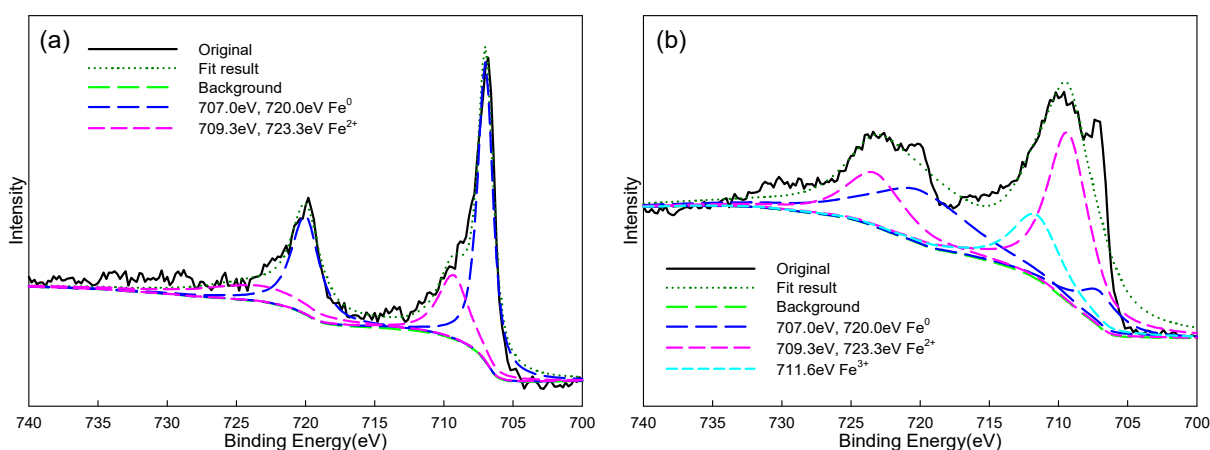 (a)
Original
Fit result
Background
707.0eV, 720.0eV Fe⁰
709.3eV, 723.3eV Fe²⁺
Intensity
740 735 730 725 720 715 710 705 700
Binding Energy(eV)
(b)
Original
Fit result
Background
707.0eV, 720.0eV Fe⁰
709.3eV, 723.3eV Fe²⁺
711.6eV Fe³⁺
Intensity
740 735 730 725 720 715 710 705 700
Binding Energy(eV)